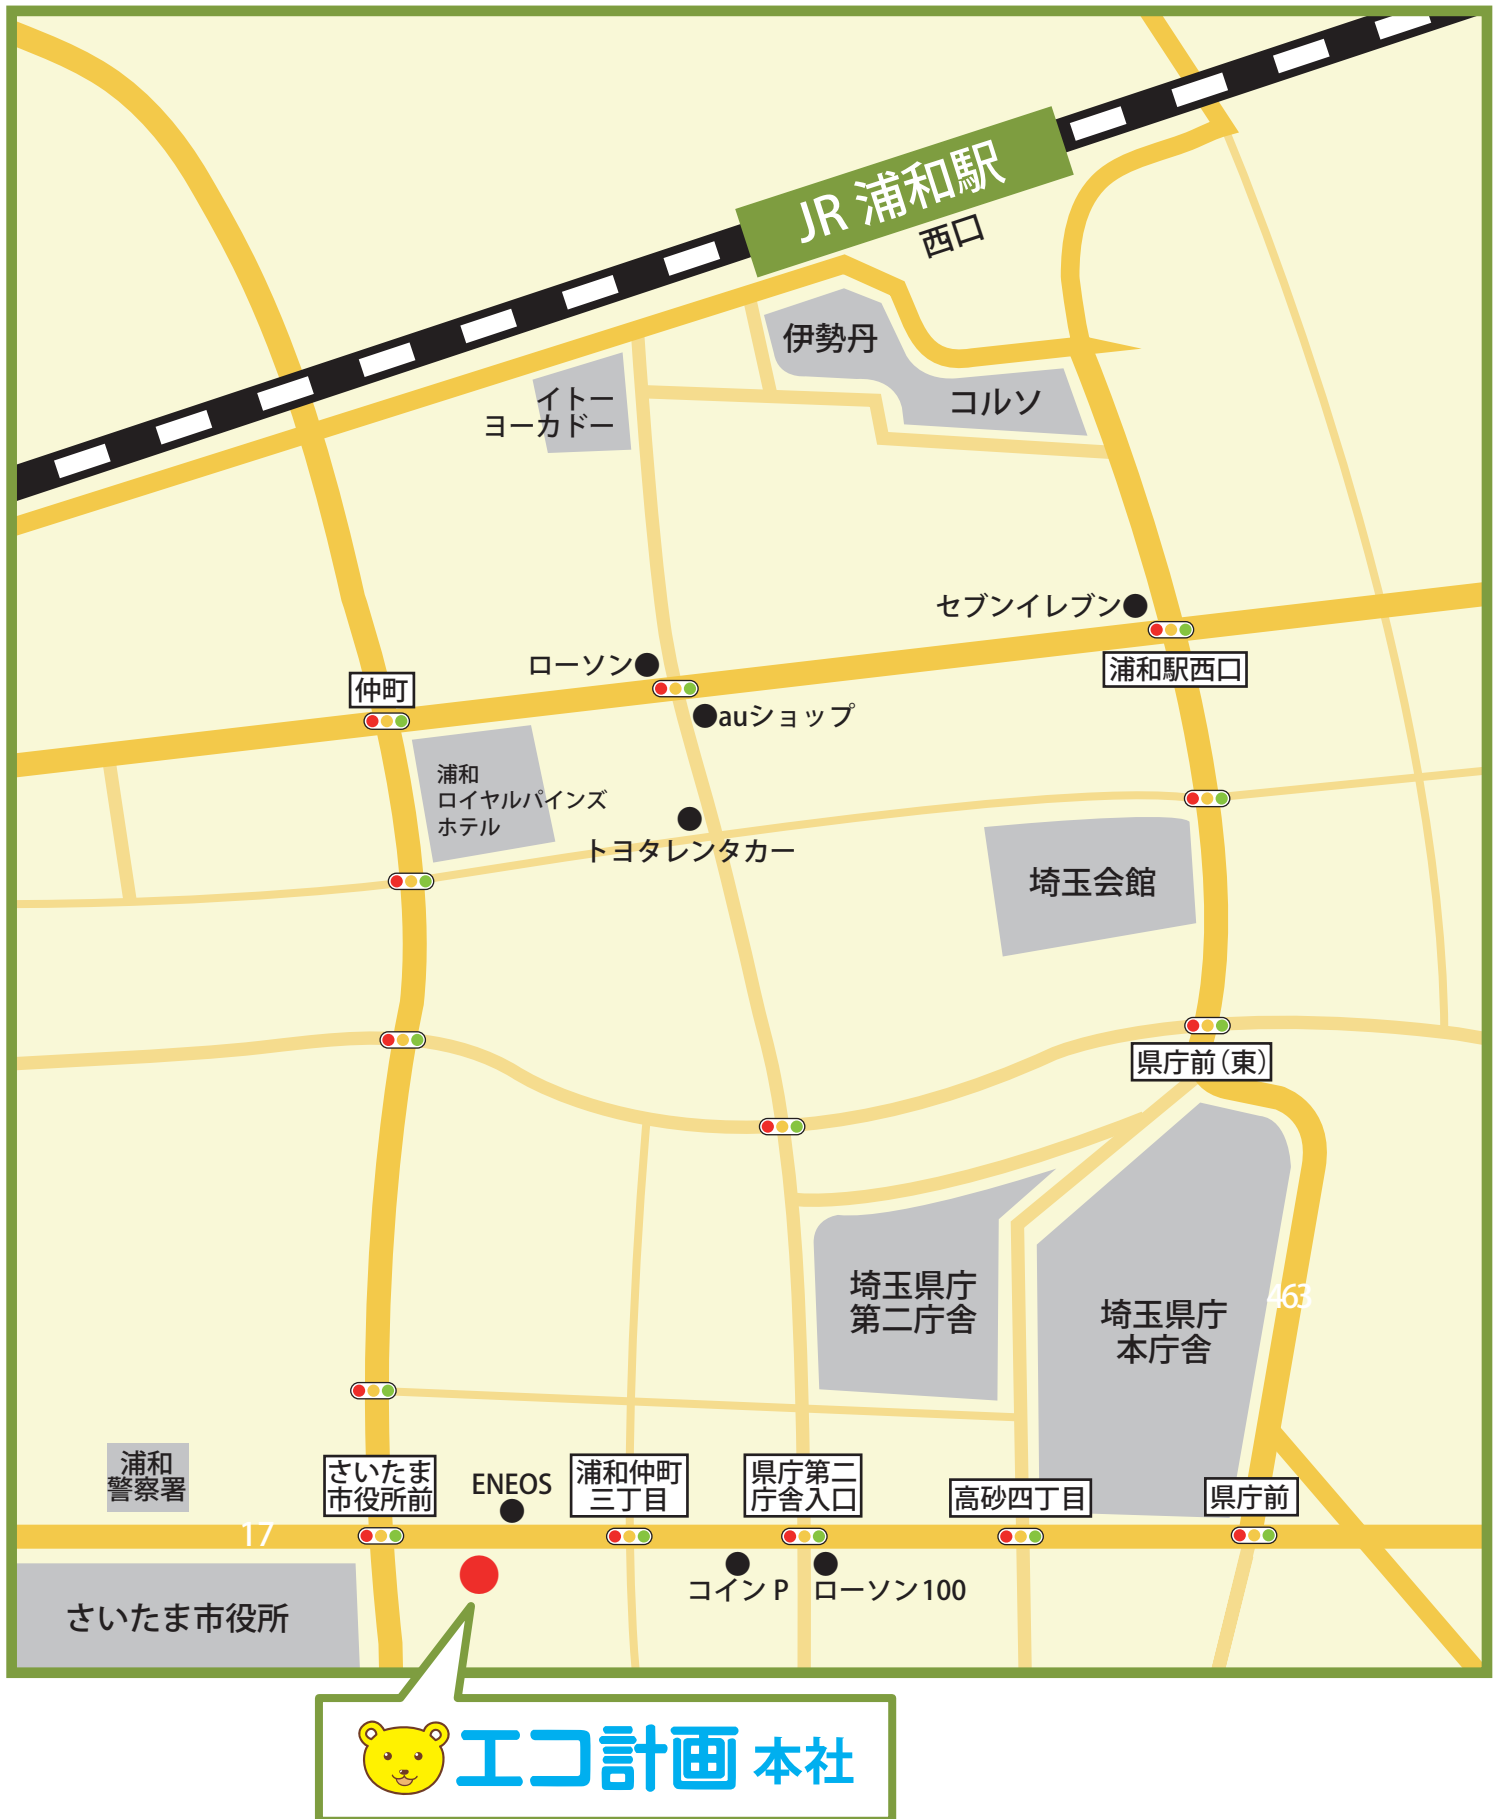 JR 浦和駅
西口
伊勢丹
コルソ
イトー
ヨーカドー
セブンイレブン
浦和駅西口
ローソン
auショップ
仲町
浦和
ロイヤルパインズ
ホテル
トヨタレンタカー
埼玉会館
県庁前(東)
埼玉県庁
第二庁舎
埼玉県庁
本庁舎
463
浦和
警察署
さいたま
市役所前
ENEOS
浦和仲町
三丁目
県庁第二
庁舎入口
高砂四丁目
県庁前
17
コインP
ローソン100
さいたま市役所
エコ計画 本社